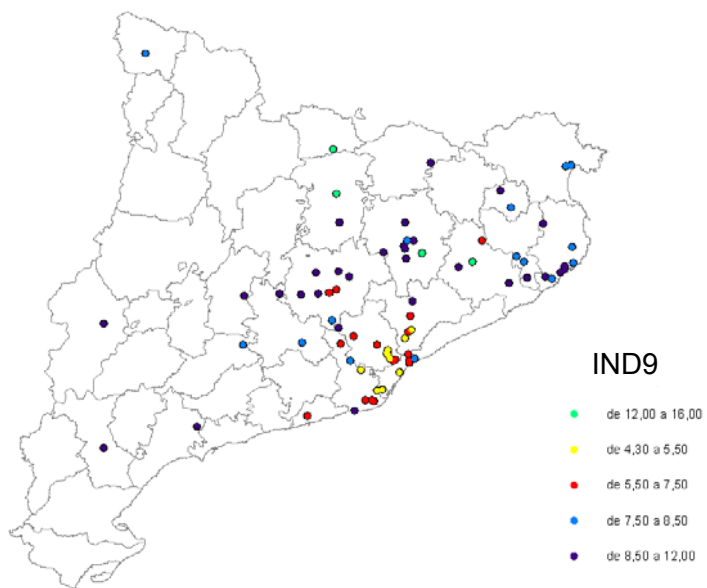 IND9
de 12,00 a 16,00
de 4,30 a 5,50
de 5,50 a 7,50
de 7,50 a 8,50
de 8,50 a 12,00